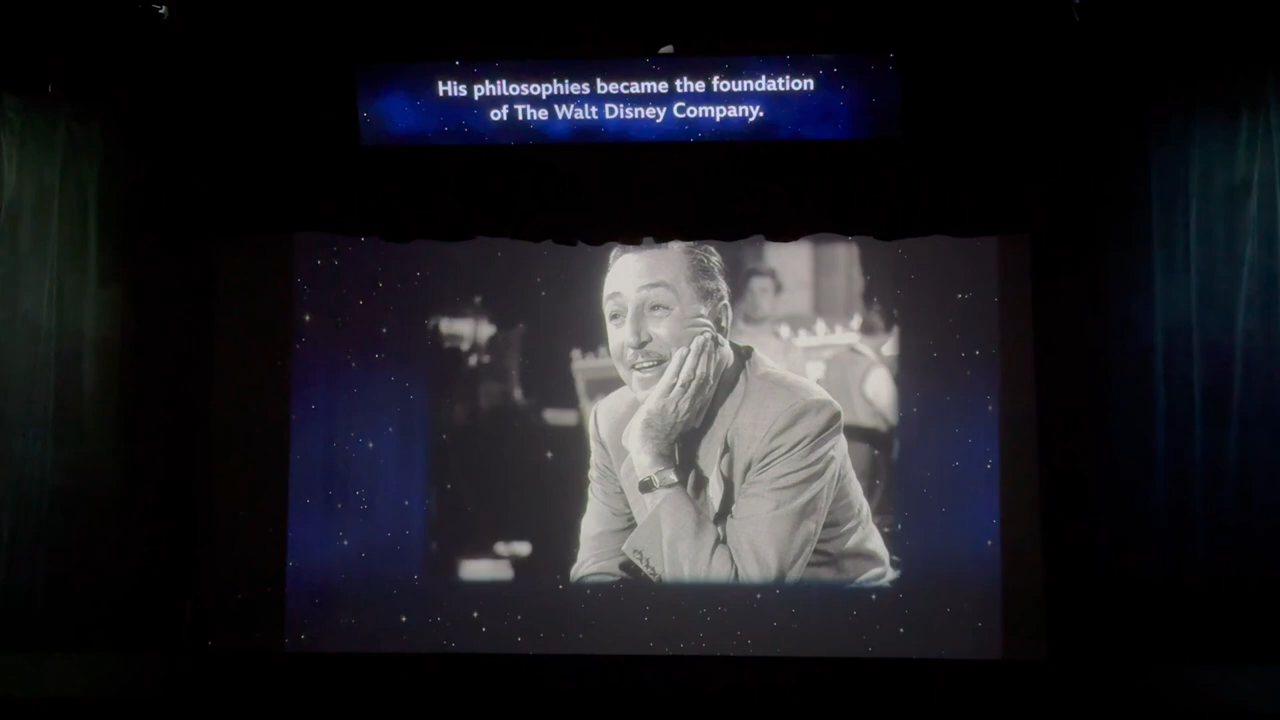 His philosophies became the foundation
of The Walt Disney Company.